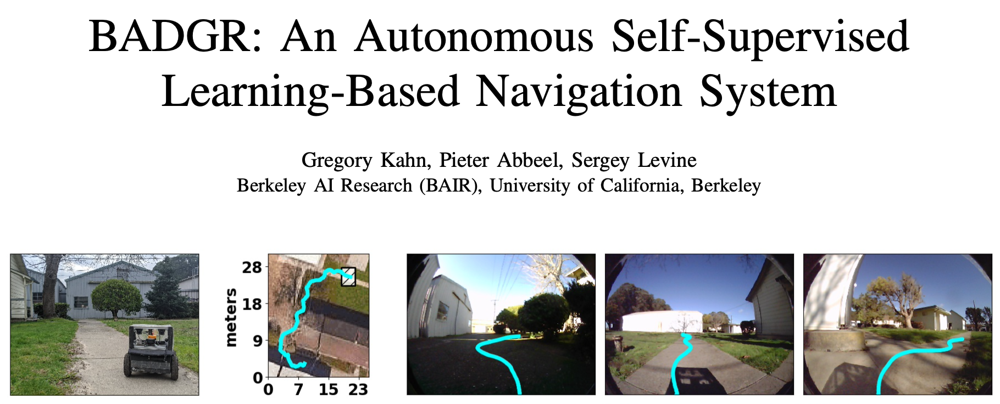 BADGR: An Autonomous Self-Supervised
Learning-Based Navigation System
Gregory Kahn, Pieter Abbeel, Sergey Levine
Berkeley AI Research (BAIR), University of California, Berkeley
meters
28
18
9
0
0 7 15 23